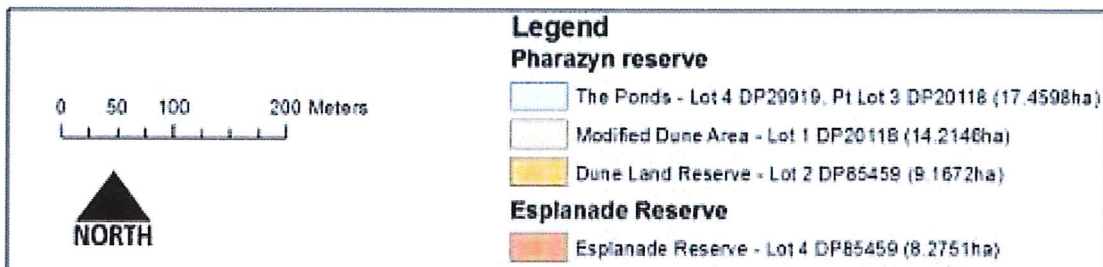 Legend
Pharazyn reserve
The Ponds - Lot 4 DP29919, Pt Lot 3 DP20118 (17.4598ha)
Modified Dune Area - Lot 1 DP20118 (14.2146ha)
Dune Land Reserve - Lot 2 DP85459 (9.1672ha)
Esplanade Reserve
Esplanade Reserve - Lot 4 DP85459 (8.2751ha)
0 50 100 200 Meters
NORTH